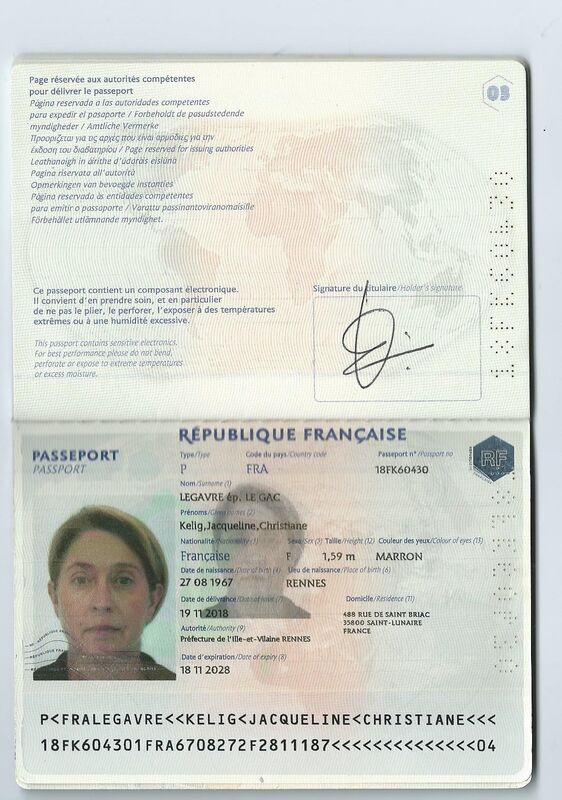 03
Page réservée aux autorités compétentes
pour délivrer le passeport
Página reservada a las autoridades competentes
para expedir el pasaporte / Forbeholdt de pasudstedende
myndigheder / Amtliche Vermerke
Προορίζεται για τις αρχές που είναι αρμόδιες για την
έκδοση του διαβατηρίου / Page reserved for issuing authorities
Leathanaigh in áirithe d'údaráis eisiúna
Pagina riservata all'autorità
Opmerkingen van bevoegde instanties
Página reservada às entidades competentes
para emitir o passaporte / Varattu passinantoviranomaisille
Förbehållet utlämnande myndighet.
Ce passeport contient un composant électronique.
Il convient d'en prendre soin, et en particulier
de ne pas le plier, le perforer, l'exposer à des températures
extrêmes ou à une humidité excessive.
This passport contains sensitive electronics.
For best performance please do not bend,
perforate or expose to extreme temperatures
or excess moisture.
Signature du titulaire/Holder's signature
18FK60430
RÉPUBLIQUE FRANÇAISE
PASSEPORT
PASSPORT
RF
Type/Type Code du pays/Country code Passeport n°/Passport no
P FRA 18FK60430
Nom/Surname (1)
LEGAVRE ép. LE GAC
Prénoms/Given names (2)
Kelig,Jacqueline,Christiane
Nationalité/Nationality (3) Sexe/Sex (5) Taille/Height (12) Couleur des yeux/Colour of eyes (13)
Française F 1,59 m MARRON
Date de naissance/Date of birth (4) Lieu de naissance/Place of birth (6)
27 08 1967 RENNES
Date de délivrance/Date of issue (7) Domicile/Residence (11)
19 11 2018 488 RUE DE SAINT BRIAC
35800 SAINT-LUNAIRE
FRANCE
Autorité/Authority (9)
Préfecture de l'Ille-et-Vilaine RENNES
Date d'expiration/Date of expiry (8)
18 11 2028
P<FRALEGAVRE<<KELIG<JACQUELINE<CHRISTIANE<<<
18FK604301FRA6708272F2811187<<<<<<<<<<<<<<04